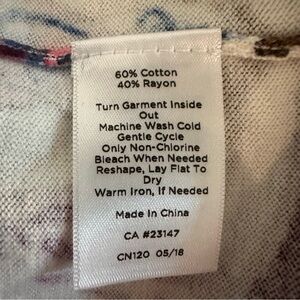 60% Cotton
40% Rayon
Turn Garment Inside
Out
Machine Wash Cold
Gentle Cycle
Only Non-Chlorine
Bleach When Needed
Reshape, Lay Flat To
Dry
Warm Iron, If Needed
Made In China
CA #23147
CN120 05/18